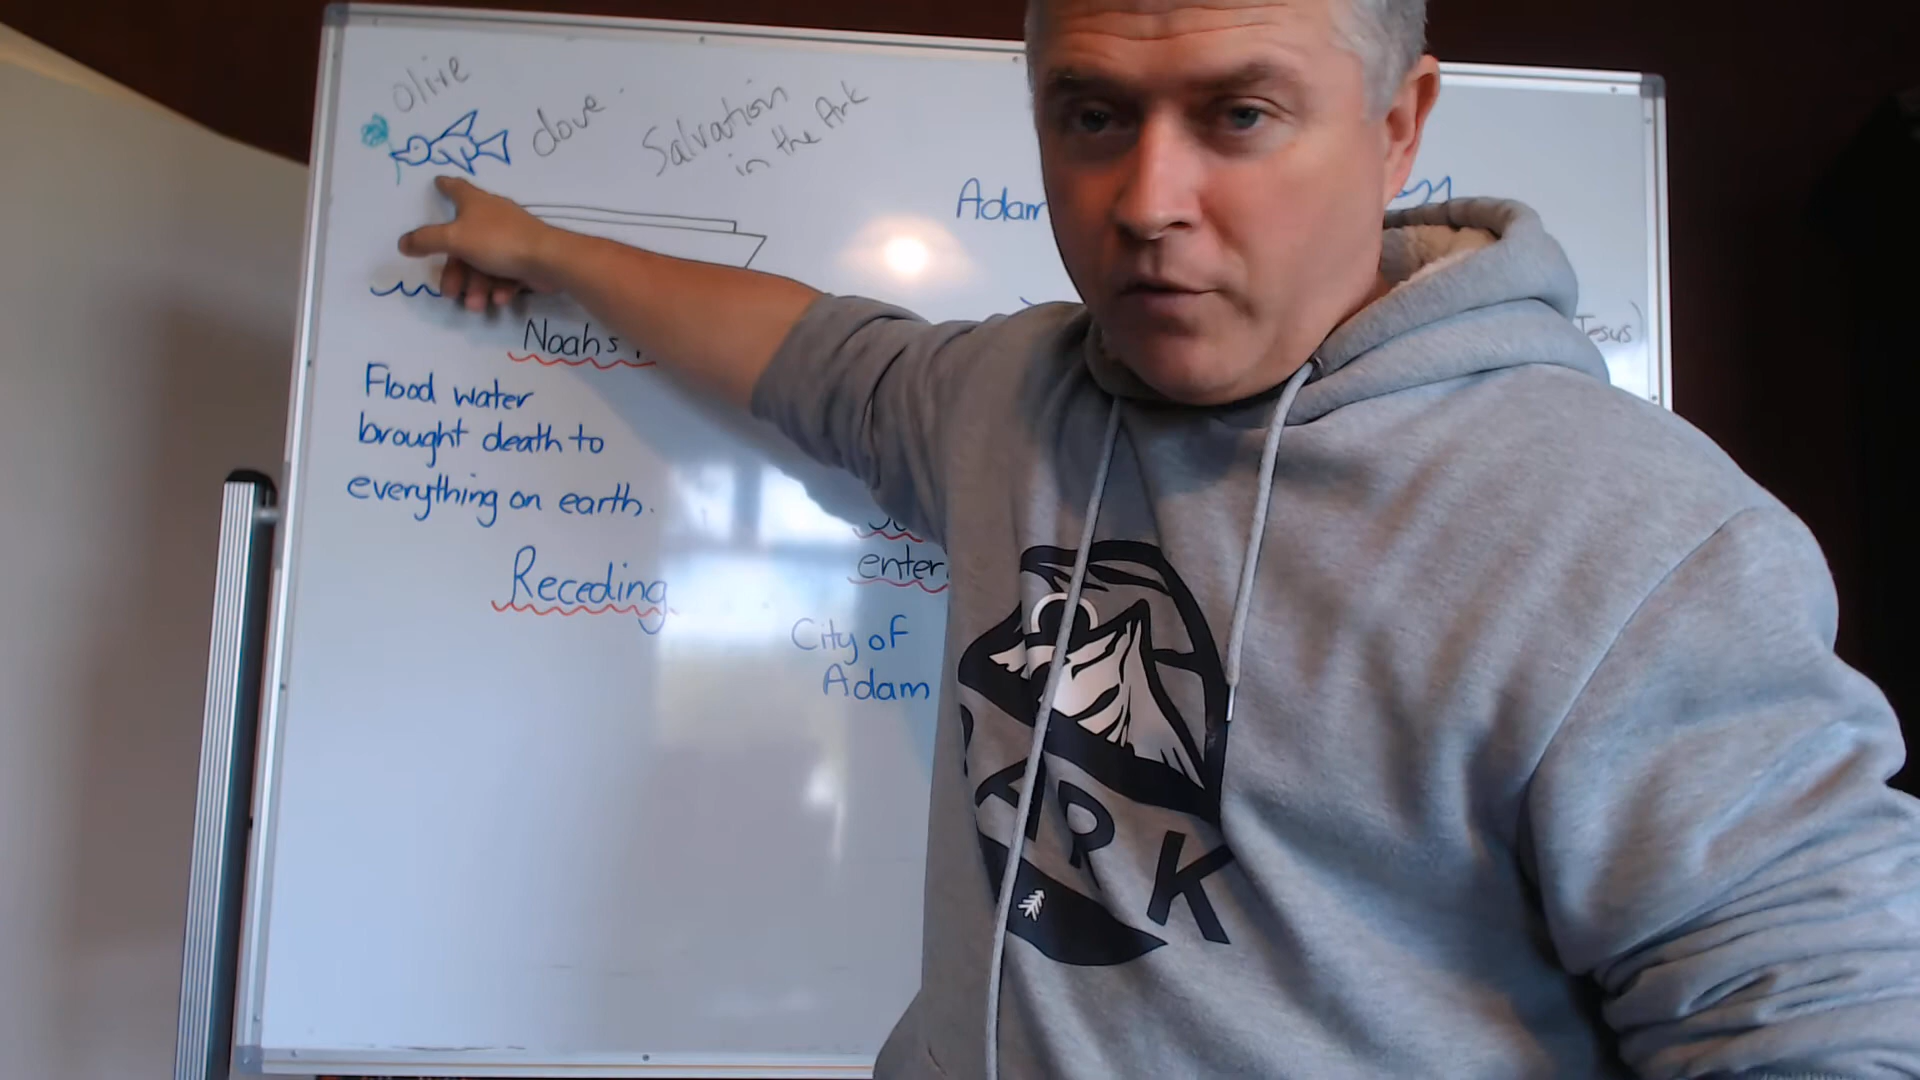 olive
dove.
Salvation
in the Ark
Adam
Jesus)
Noahs
Flood water
brought death to
everything on earth.
Receding
enter
City of
Adam
ARK